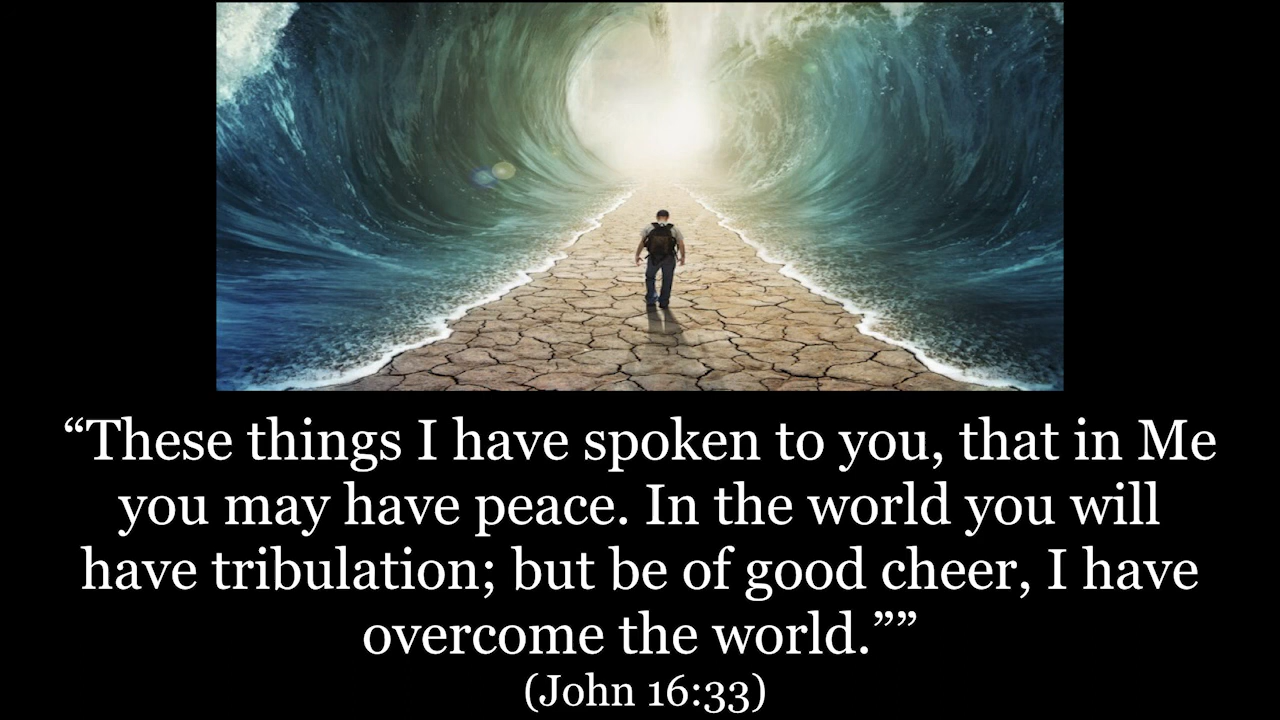 “These things I have spoken to you, that in Me
you may have peace. In the world you will
have tribulation; but be of good cheer, I have
overcome the world.””
(John 16:33)